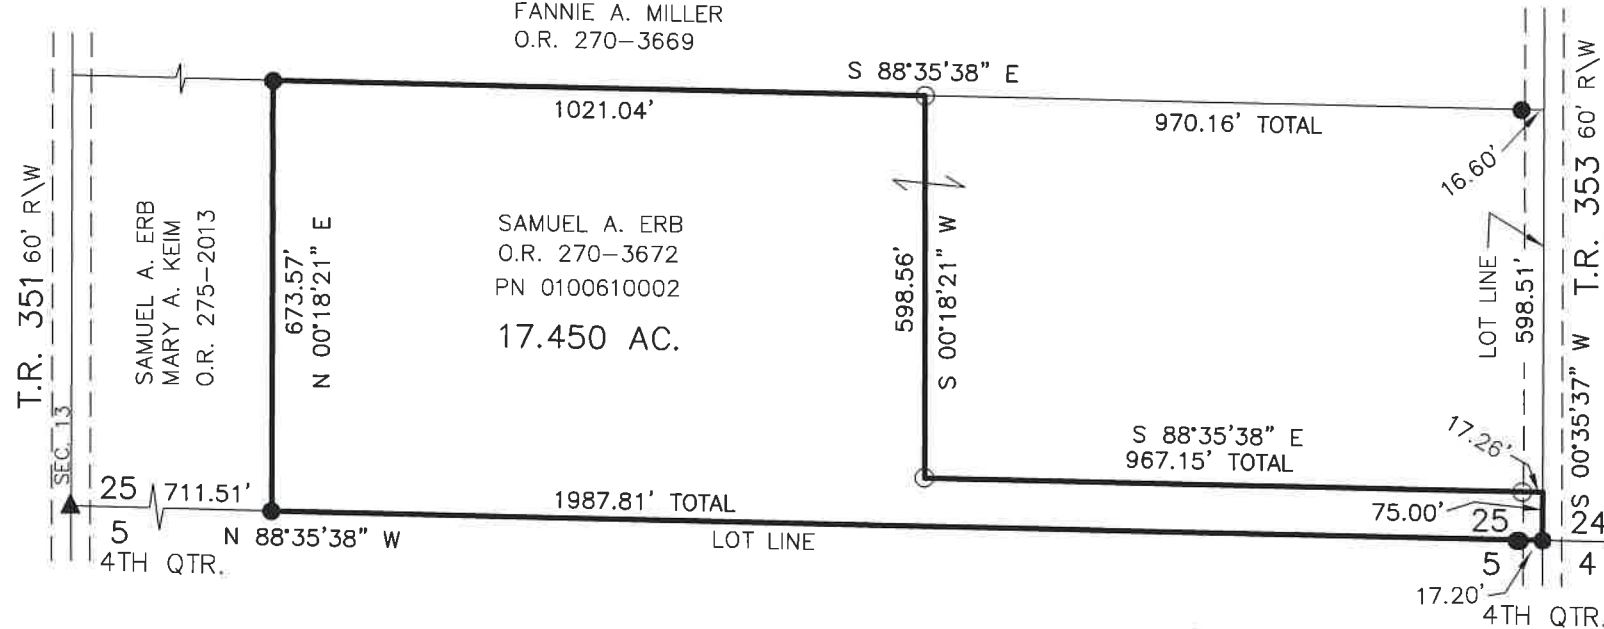 FANNIE A. MILLER
O.R. 270-3669
S 88°35'38" E
1021.04'
970.16' TOTAL
16.60'
T.R. 351 60' R\W
T.R. 353 60' R\W
SAMUEL A. ERB
MARY A. KEIM
O.R. 275-2013
673.57'
N 00°18'21" E
SAMUEL A. ERB
O.R. 270-3672
PN 0100610002
17.450 AC.
598.56'
S 00°18'21" W
LOT LINE
598.51'
S 00°35'37" W
SEC. 13
S 88°35'38" E
967.15' TOTAL
17.26'
75.00'
25
711.51'
1987.81' TOTAL
25
24
5
N 88°35'38" W
LOT LINE
5
4
4TH QTR.
17.20'
4TH QTR.